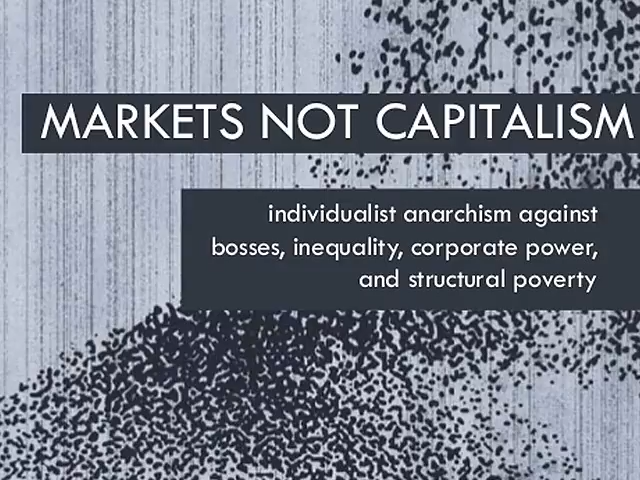 MARKETS NOT CAPITALISM
individualist anarchism against
bosses, inequality, corporate power,
and structural poverty